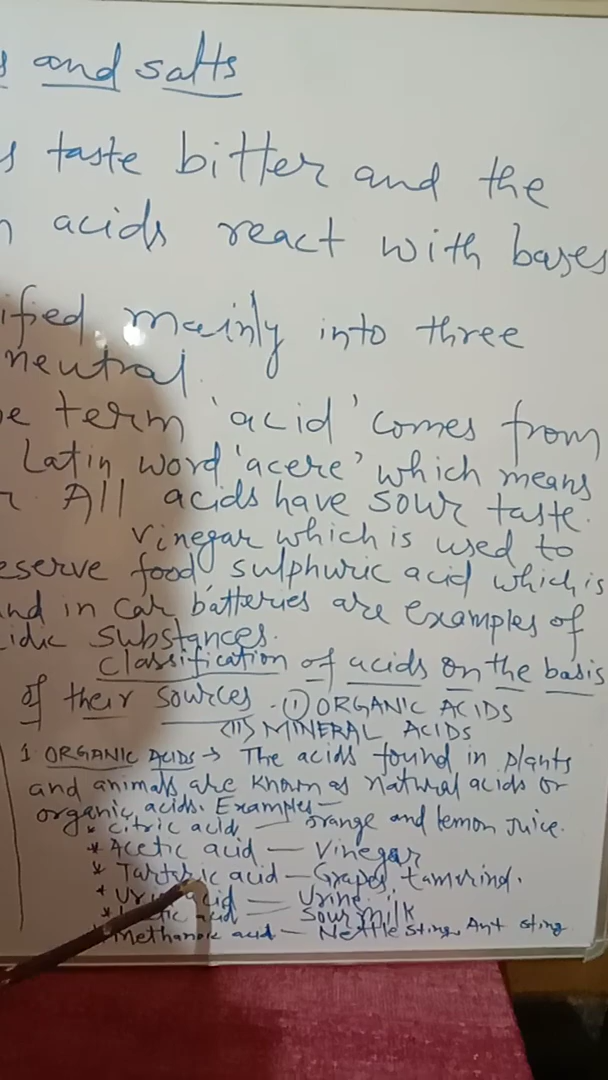 s and salts
s taste bitter and the
n acids react with bases
ified mainly into three
neutral.
e term 'acid' comes from
Latin word 'acere' which means
r. All acids have sour taste.
vinegar which is used to
eserve food, sulphuric acid which is
nd in car batteries are examples of
idic substances.
Classification of acids on the basis
of their sources. (I) ORGANIC ACIDS
(II) MINERAL ACIDS
1 ORGANIC ACIDS → The acids found in plants
and animals are known as natural acids or
organic acids. Examples—
* Citric acid — orange and lemon Juice.
* Acetic acid — Vinegar
* Tartaric acid — Grapes, tamarind.
* acid — Urine.
* acid — Sour milk
* Methanoic acid — Nettle sting, Ant sting